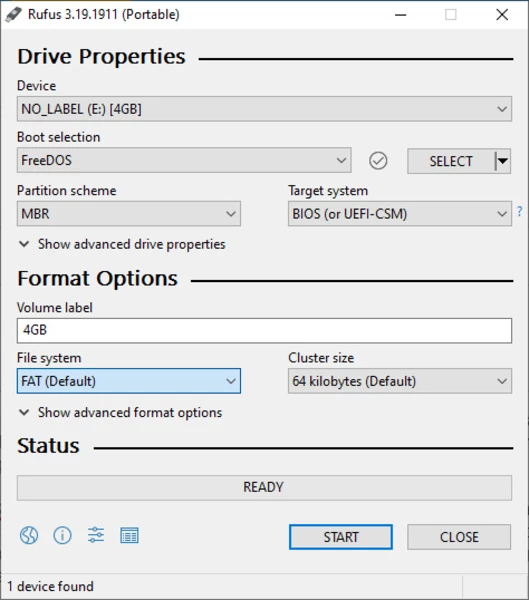 Rufus 3.19.1911 (Portable)
Drive Properties
Device
NO_LABEL (E:) [4GB]
Boot selection
FreeDOS
SELECT
Partition scheme
Target system
MBR
BIOS (or UEFI-CSM)
?
Show advanced drive properties
Format Options
Volume label
4GB
File system
Cluster size
FAT (Default)
64 kilobytes (Default)
Show advanced format options
Status
READY
START
CLOSE
1 device found